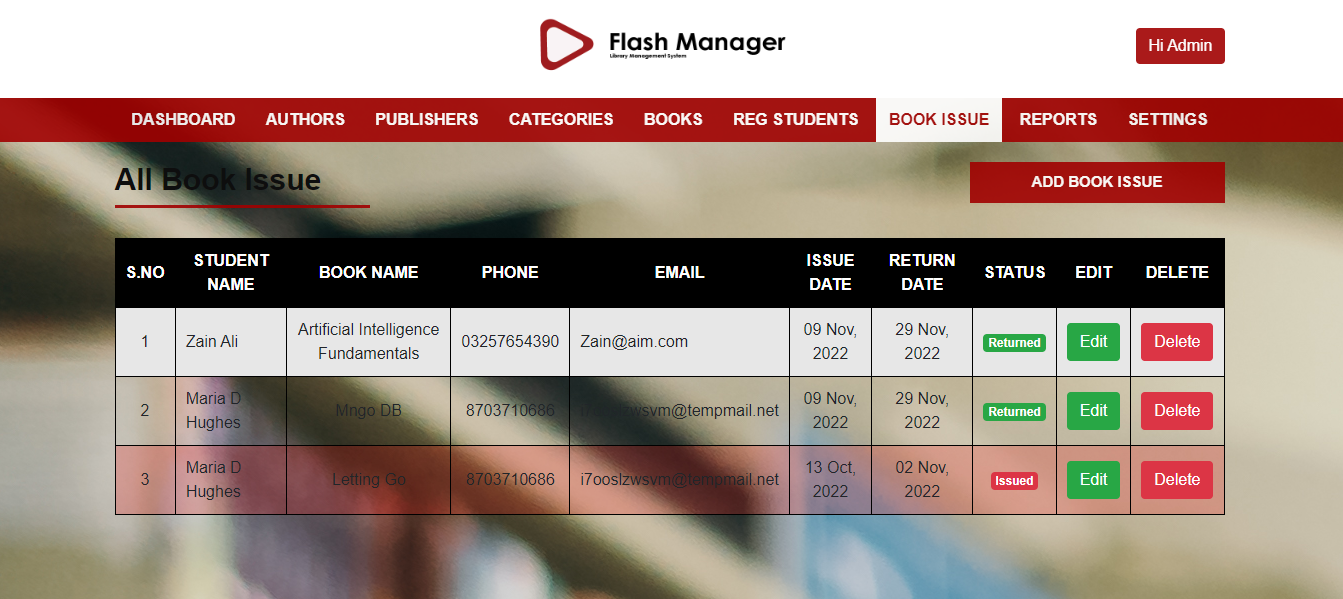 Flash Manager
Library Management System
Hi Admin
DASHBOARD AUTHORS PUBLISHERS CATEGORIES BOOKS REG STUDENTS BOOK ISSUE REPORTS SETTINGS
All Book Issue
ADD BOOK ISSUE
S.NO STUDENT NAME BOOK NAME PHONE EMAIL ISSUE DATE RETURN DATE STATUS EDIT DELETE
1 Zain Ali Artificial Intelligence Fundamentals 03257654390 Zain@aim.com 09 Nov, 2022 29 Nov, 2022 Returned Edit Delete
2 Maria D Hughes Mngo DB 8703710686 i7ooslzwsvm@tempmail.net 09 Nov, 2022 29 Nov, 2022 Returned Edit Delete
3 Maria D Hughes Letting Go 8703710686 i7ooslzwsvm@tempmail.net 13 Oct, 2022 02 Nov, 2022 Issued Edit Delete